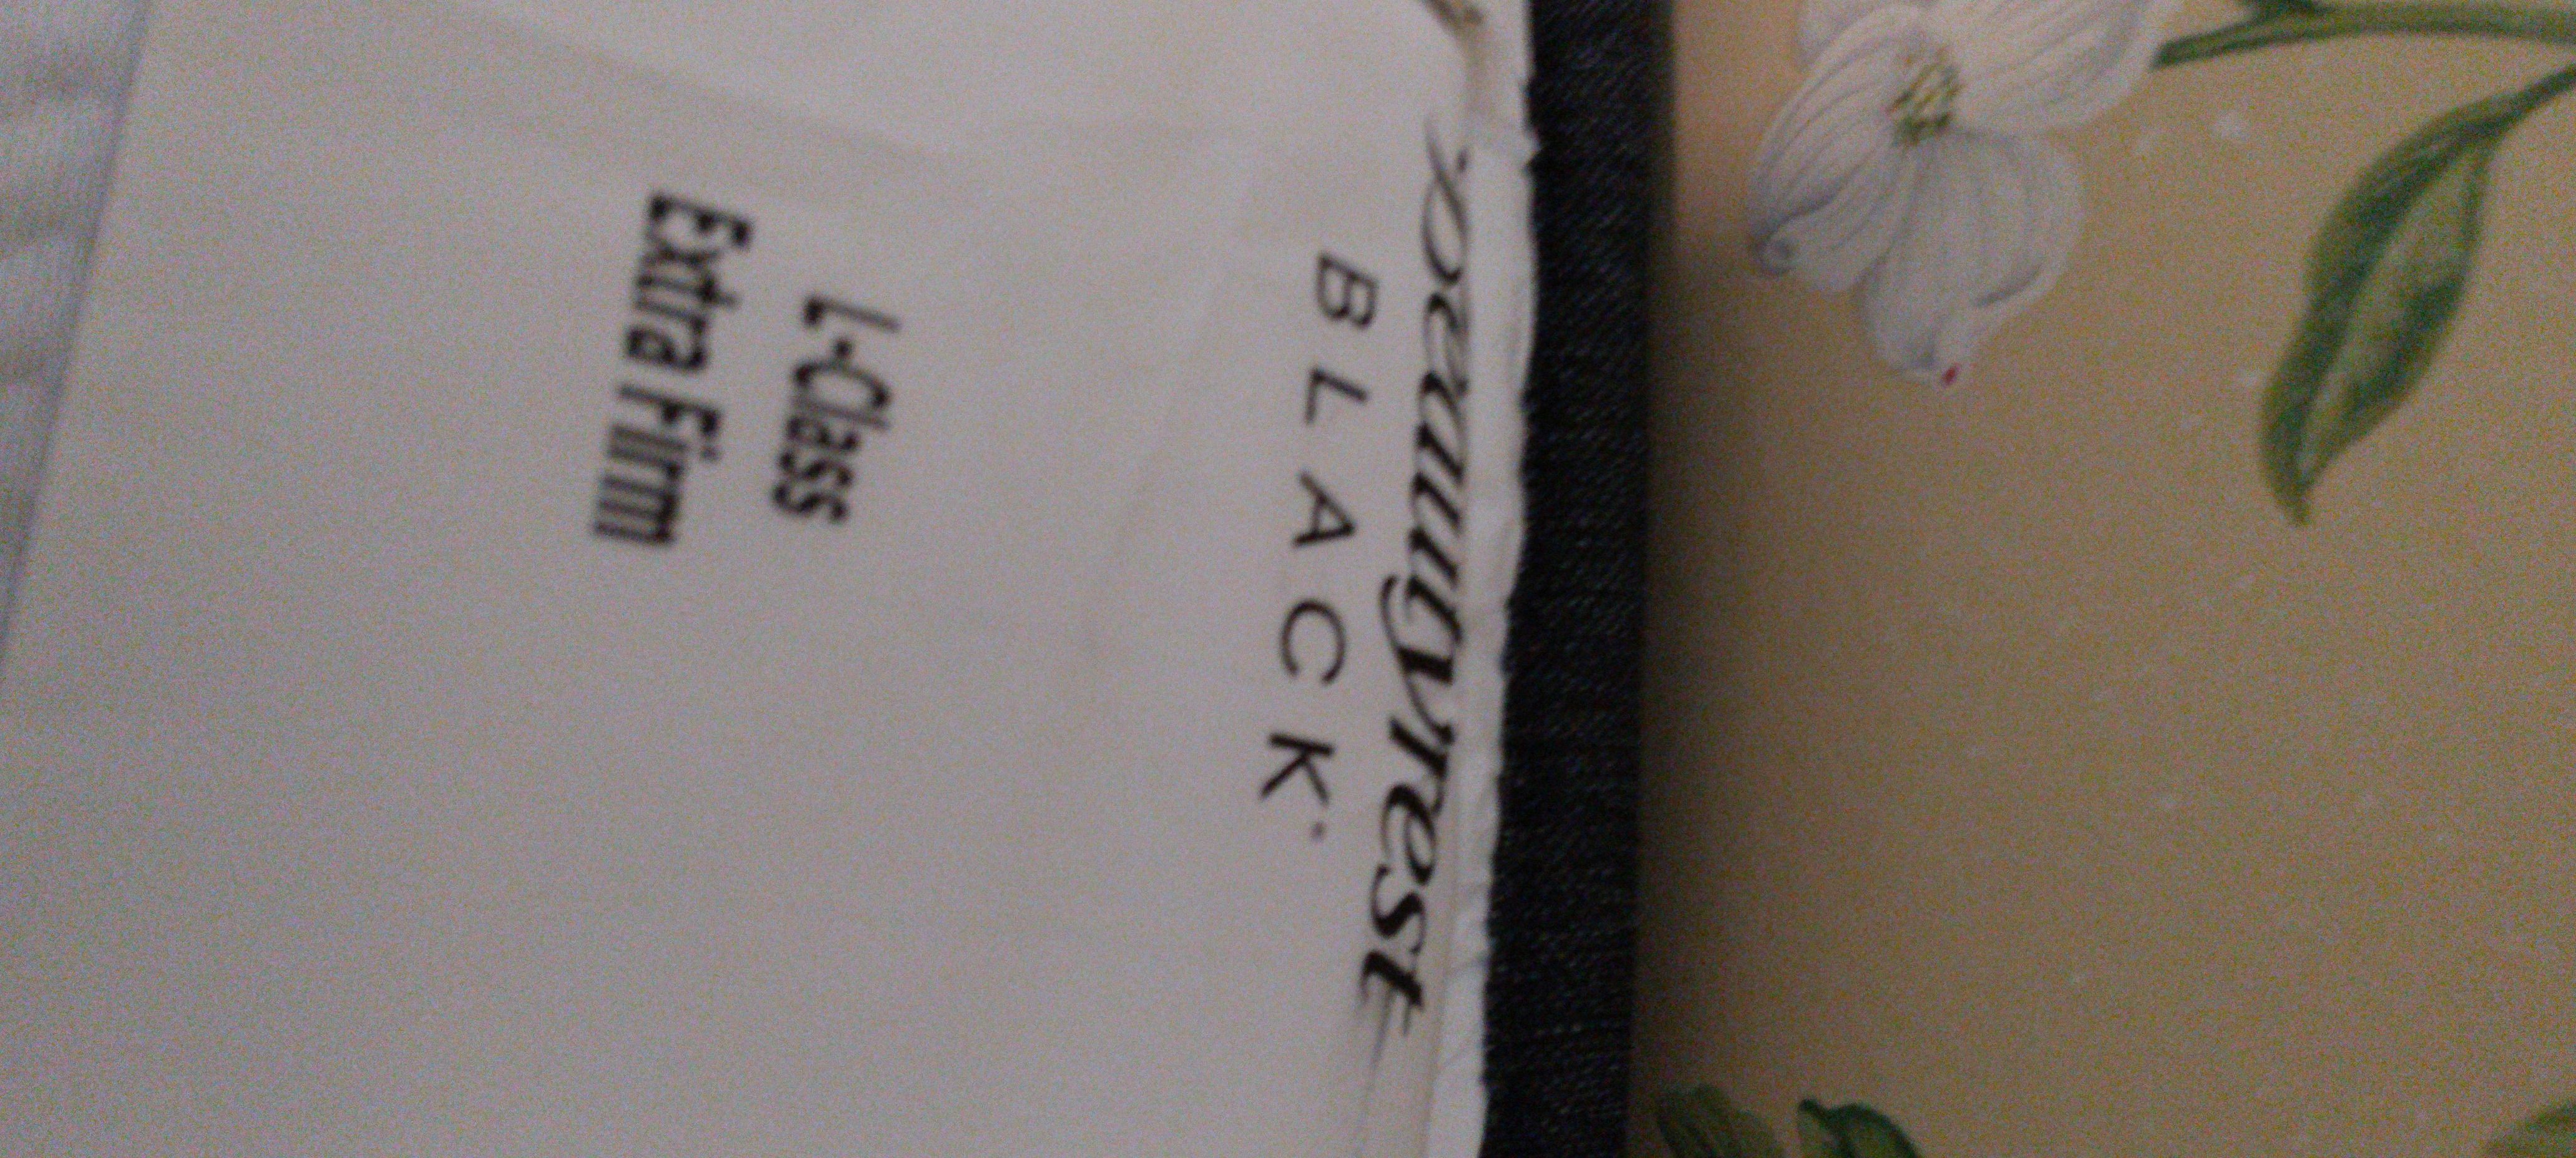 Beautyrest
BLACK
L-Class
Extra Firm